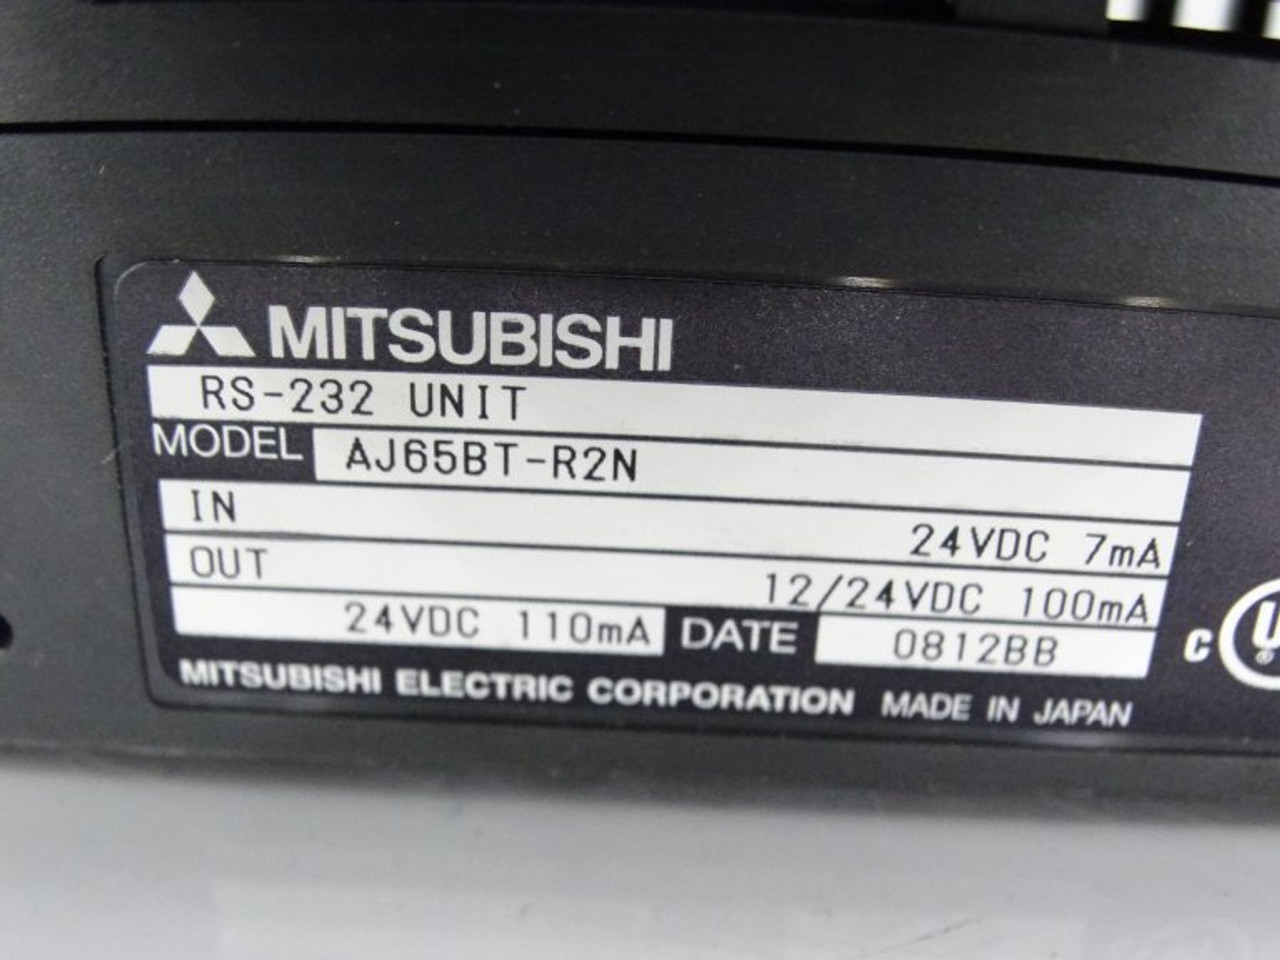 MITSUBISHI
RS-232 UNIT
MODEL AJ65BT-R2N
IN 24VDC 7mA
OUT 12/24VDC 100mA
24VDC 110mA DATE 0812BB
MITSUBISHI ELECTRIC CORPORATION MADE IN JAPAN
C U ®